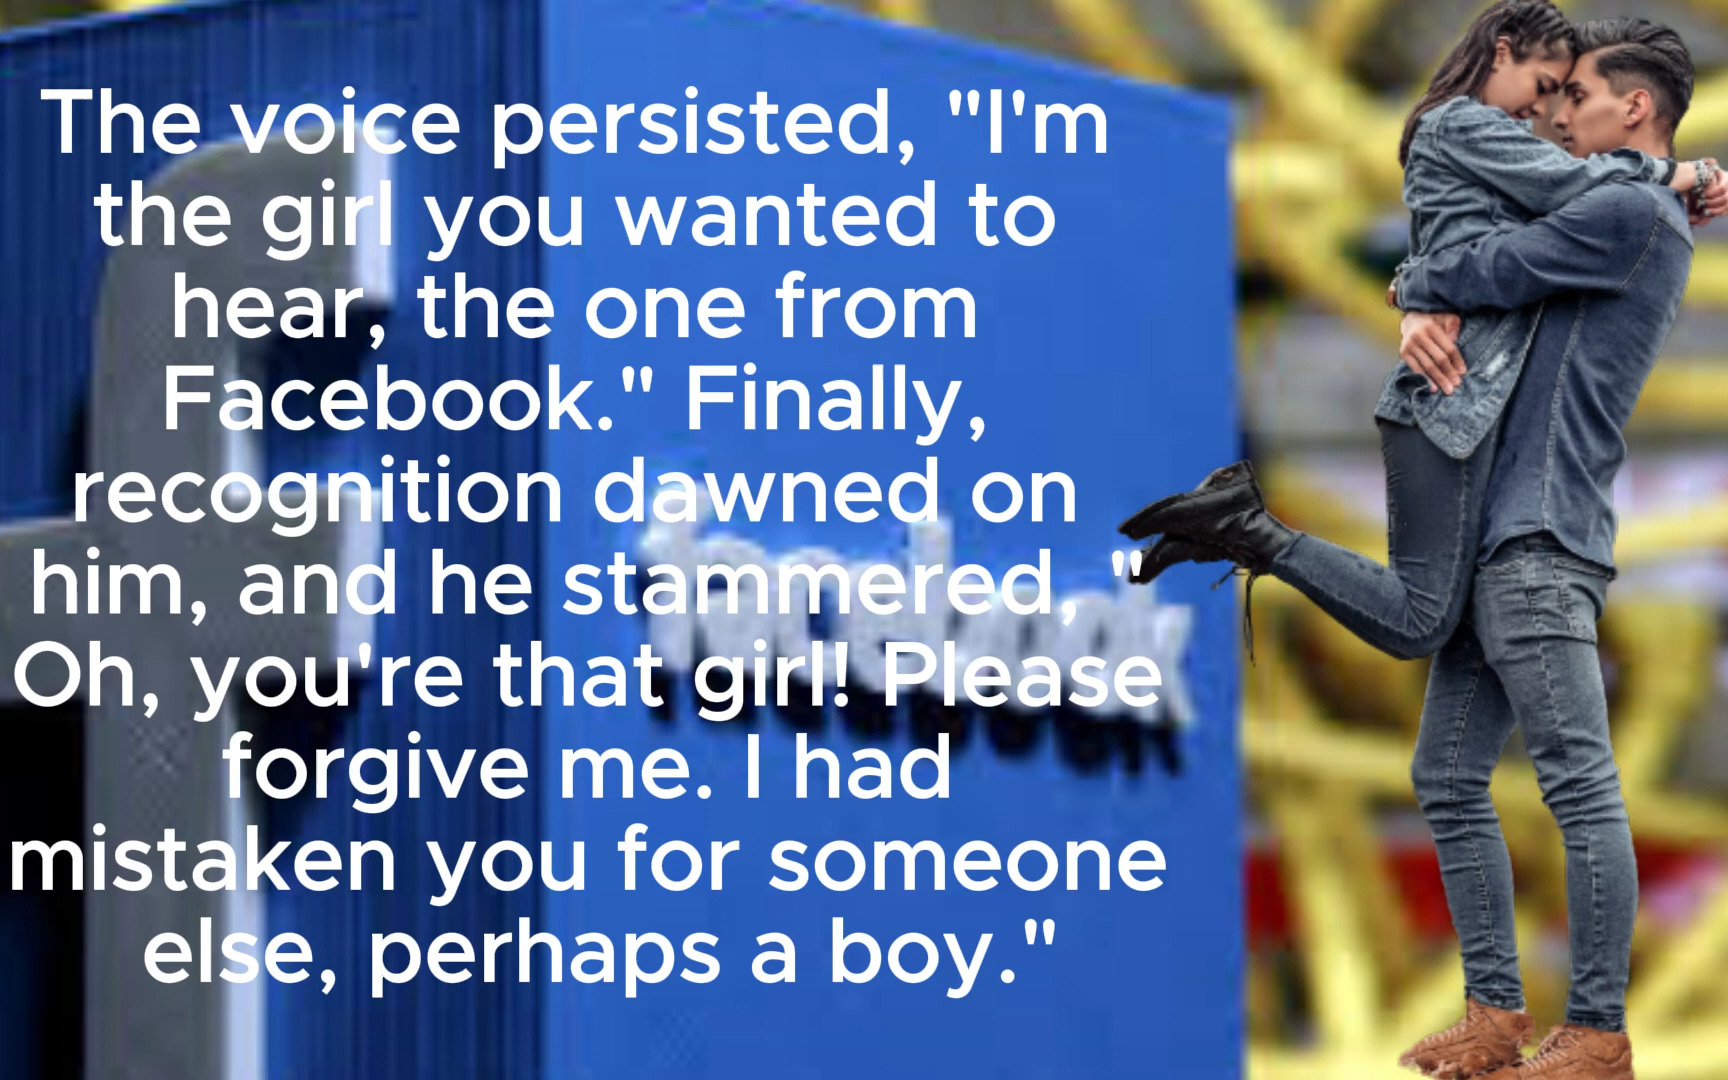 The voice persisted, "I'm
the girl you wanted to
hear, the one from
Facebook." Finally,
recognition dawned on
him, and he stammered, "
Oh, you're that girl! Please
forgive me. I had
mistaken you for someone
else, perhaps a boy."
facebook